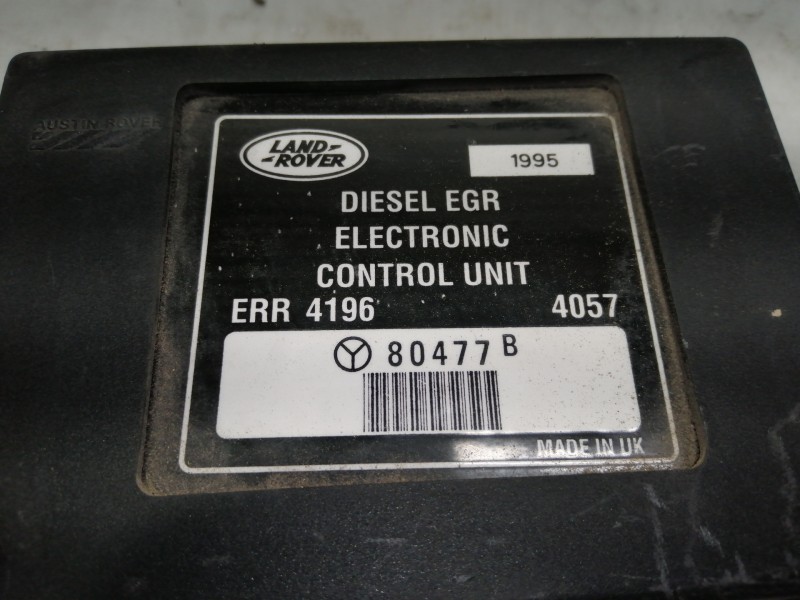 AUSTIN ROVER
LAND
ROVER
1995
DIESEL EGR
ELECTRONIC
CONTROL UNIT
ERR 4196 4057
80477 B
MADE IN UK